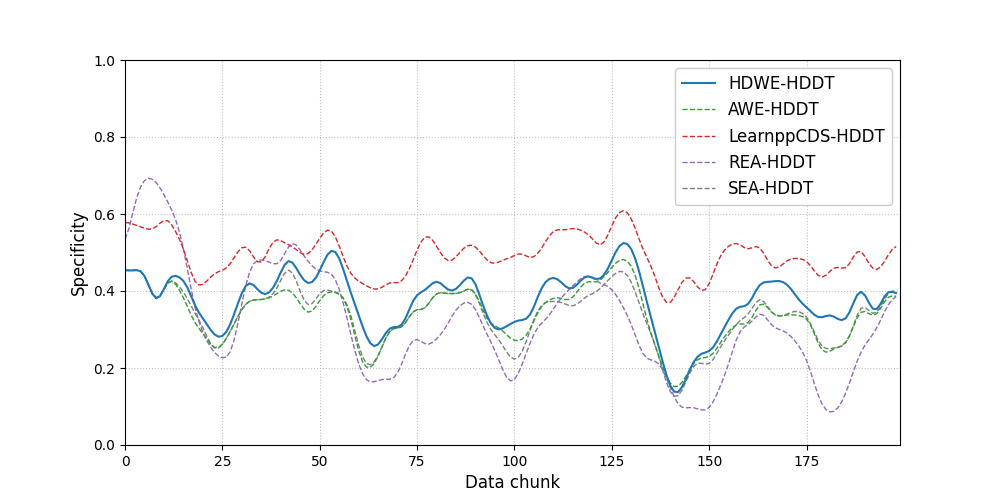 1.0
0.8
0.6
0.4
0.2
0.0
Specificity
0
25
50
75
100
125
150
175
Data chunk
HDWE-HDDT
AWE-HDDT
LearnppCDS-HDDT
REA-HDDT
SEA-HDDT